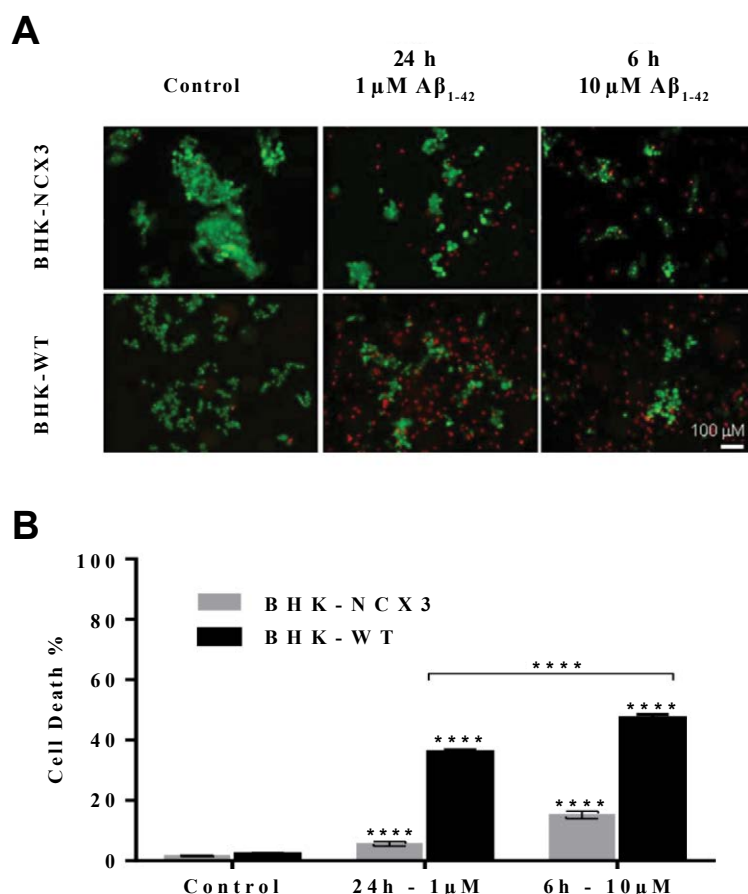 A
Control
24 h
1 μM Aβ1-42
6 h
10 μM Aβ1-42
BHK-NCX3
BHK-WT
100 μM
B
Cell Death %
100
80
60
40
20
0
BHK-NCX3
BHK-WT
****
****
****
****
****
Control
24h - 1μM
6h - 10μM